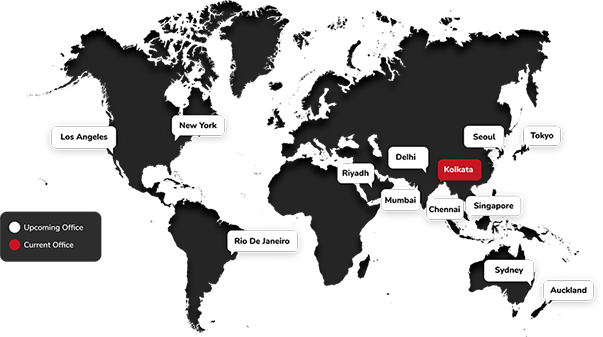 New York
Los Angeles
Seoul
Tokyo
Delhi
Riyadh
Kolkata
Mumbai
Chennai
Singapore
Upcoming Office
Current Office
Rio De Janeiro
Sydney
Auckland